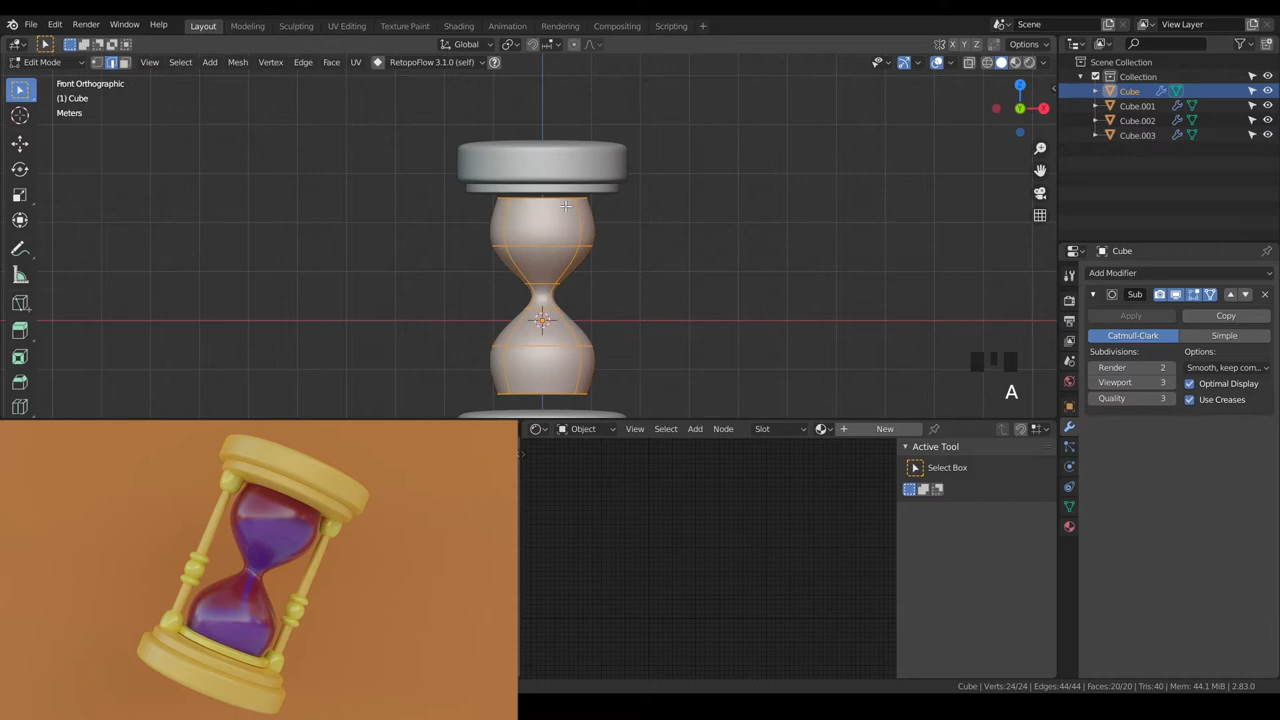 File Edit Render Window Help Layout Modeling Sculpting UV Editing Texture Paint Shading Animation Rendering Compositing Scripting + Scene View Layer
Global X Y Z Options
Edit Mode View Select Add Mesh Vertex Edge Face UV RetopoFlow 3.1.0 (self)
Front Orthographic
(1) Cube
Meters
Z
X
Y
A
Scene Collection
Collection
Cube
Cube.001
Cube.002
Cube.003
Cube
Add Modifier
Sub
Apply Copy
Catmull-Clark Simple
Subdivisions: Options:
Render 2 Smooth, keep corn...
Viewport 3 Optimal Display
Quality 3 Use Creases
Object View Select Add Node Slot New
Active Tool
Select Box
Cube | Verts:24/24 | Edges:44/44 | Faces:20/20 | Tris:40 | Mem: 44.1 MiB | 2.83.0